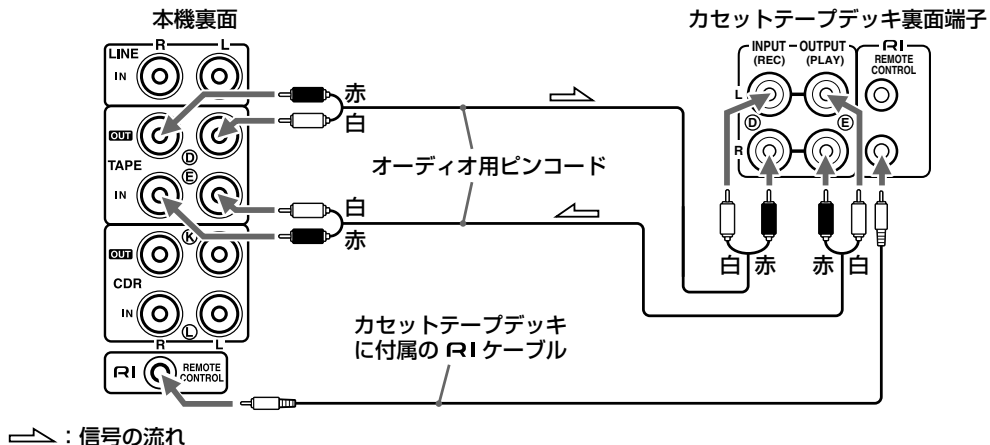 本機裏面
カセットテープデッキ裏面端子
R L
LINE
IN
OUT
TAPE
IN
Ⓓ
Ⓔ
Ⓚ
OUT
CDR
IN
Ⓛ
R L
RI REMOTE CONTROL
赤
白
オーディオ用ピンコード
白
赤
INPUT (REC)
OUTPUT (PLAY)
RI
REMOTE CONTROL
L
Ⓓ Ⓔ
R
白 赤 赤 白
カセットテープデッキ
に付属の RI ケーブル
：信号の流れ